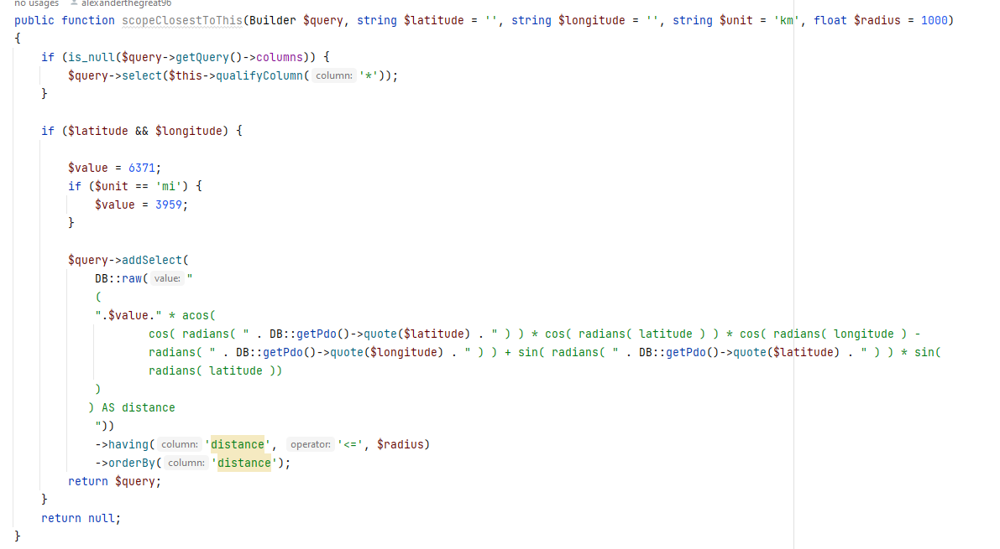 no usages alexanderthegreat96
public function scopeClosestToThis(Builder $query, string $latitude = '', string $longitude = '', string $unit = 'km', float $radius = 1000)
{
if (is_null($query->getQuery()->columns)) {
$query->select($this->qualifyColumn( column: '*'));
}
if ($latitude && $longitude) {
$value = 6371;
if ($unit == 'mi') {
$value = 3959;
}
$query->addSelect(
DB::raw( value: "
(
".$value." * acos(
cos( radians( " . DB::getPdo()->quote($latitude) . " ) ) * cos( radians( latitude ) ) * cos( radians( longitude ) -
radians( " . DB::getPdo()->quote($longitude) . " ) ) + sin( radians( " . DB::getPdo()->quote($latitude) . " ) ) * sin(
radians( latitude ))
)
) AS distance
"))
->having( column: 'distance', operator: '<=', $radius)
->orderBy( column: 'distance');
return $query;
}
return null;
}